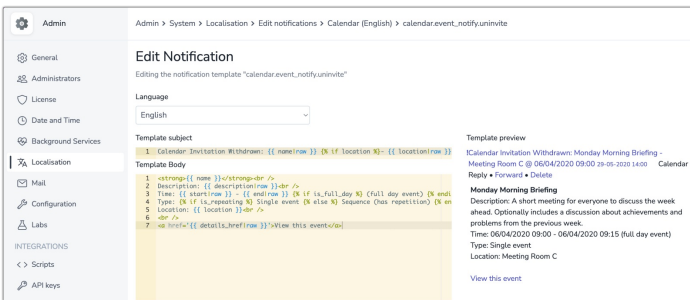 Admin
Admin > System > Localisation > Edit notifications > Calendar (English) > calendar.event_notify.uninvite
General
Administrators
License
Date and Time
Background Services
Localisation
Mail
Configuration
Labs
INTEGRATIONS
Scripts
API keys
Edit Notification
Editing the notification template "calendar.event_notify.uninvite"
Language
English
Template subject
1 Calendar Invitation Withdrawn: {{ name|raw }} {% if location %}- {{ location|raw }}
Template Body
1 <strong>{{ name }}</strong><br />
2 Description: {{ description|raw }}<br />
3 Time: {{ start|raw }} - {{ end|raw }} {% if is_full_day %} (full day event) {% endi
4 Type: {% if is_repeating %} Single event {% else %} Sequence (has repetition) {% en
5 Location: {{ location }}<br />
6 <br />
7 <a href='{{ details_href|raw }}'>View this event</a>
Template preview
!Calendar Invitation Withdrawn: Monday Morning Briefing -
Meeting Room C @ 06/04/2020 09:00 29-05-2020 14:00 Calendar
Reply • Forward • Delete
Monday Morning Briefing
Description: A short meeting for everyone to discuss the week
ahead. Optionally includes a discussion about achievements and
problems from the previous week.
Time: 06/04/2020 09:00 - 06/04/2020 09:15 (full day event)
Type: Single event
Location: Meeting Room C
View this event